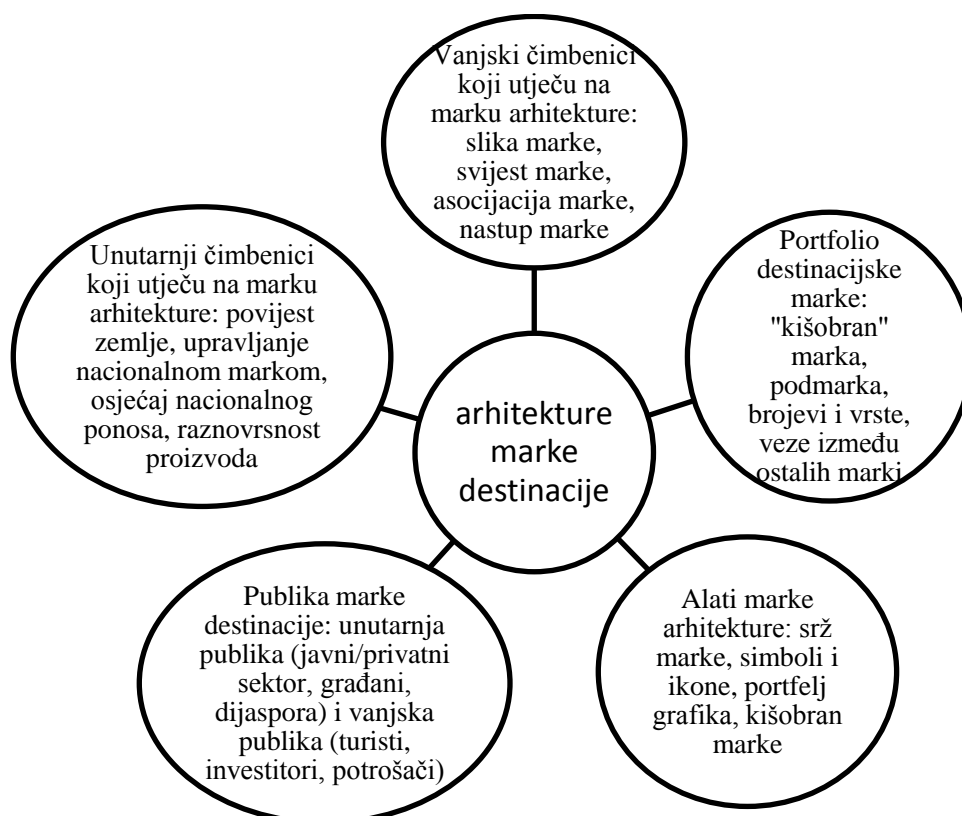 Vanjski čimbenici
koji utječu na
marku arhitekture:
slika marke,
svijest marke,
asocijacija marke,
nastup marke
Unutarnji čimbenici
koji utječu na marku
arhitekture: povijest
zemlje, upravljanje
nacionalnom markom,
osjećaj nacionalnog
ponosa, raznovrsnost
proizvoda
Portfolio
destinacijske
marke:
"kišobran"
marka,
podmarka,
brojevi i vrste,
veze između
ostalih marki
arhitekture
marke
destinacije
Publika marke
destinacije: unutarnja
publika (javni/privatni
sektor, građani,
dijaspora) i vanjska
publika (turisti,
investitori, potrošači)
Alati marke
arhitekture: srž
marke, simboli i
ikone, portfelj
grafika, kišobran
marke